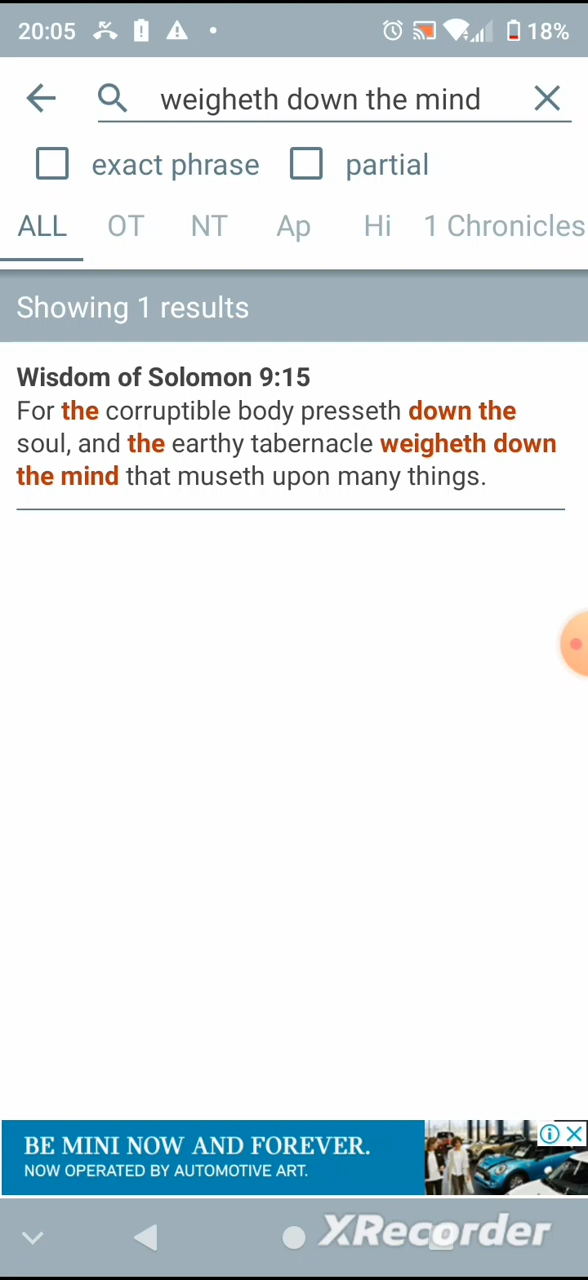 20:05 18%
weigheth down the mind
exact phrase partial
ALL OT NT Ap Hi 1 Chronicles
Showing 1 results
Wisdom of Solomon 9:15
For the corruptible body presseth down the
soul, and the earthy tabernacle weigheth down
the mind that museth upon many things.
BE MINI NOW AND FOREVER.
NOW OPERATED BY AUTOMOTIVE ART.
XRecorder